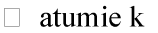 □ atumie k